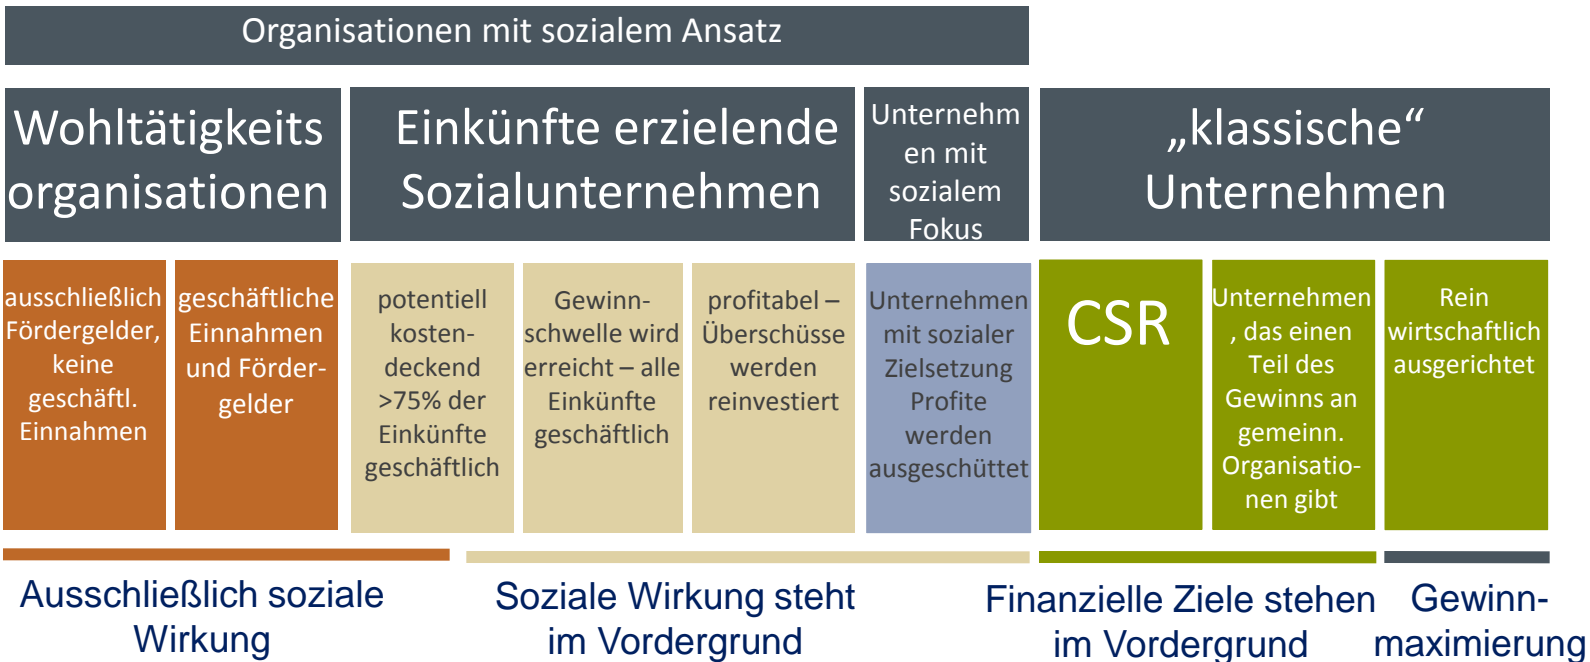 Organisationen mit sozialem Ansatz
Wohltätigkeits
organisationen
Einkünfte erzielende
Sozialunternehmen
Unternehm
en mit
sozialem
Fokus
„klassische“
Unternehmen
ausschließlich
Fördergelder,
keine
geschäftl.
Einnahmen
geschäftliche
Einnahmen
und Förder-
gelder
potentiell
kosten-
deckend
>75% der
Einkünfte
geschäftlich
Gewinn-
schwelle wird
erreicht – alle
Einkünfte
geschäftlich
profitabel –
Überschüsse
werden
reinvestiert
Unternehmen
mit sozialer
Zielsetzung
Profite
werden
ausgeschüttet
CSR
Unternehmen
, das einen
Teil des
Gewinns an
gemeinn.
Organisatio-
nen gibt
Rein
wirtschaftlich
ausgerichtet
Ausschließlich soziale
Wirkung
Soziale Wirkung steht
im Vordergrund
Finanzielle Ziele stehen
im Vordergrund
Gewinn-
maximierung